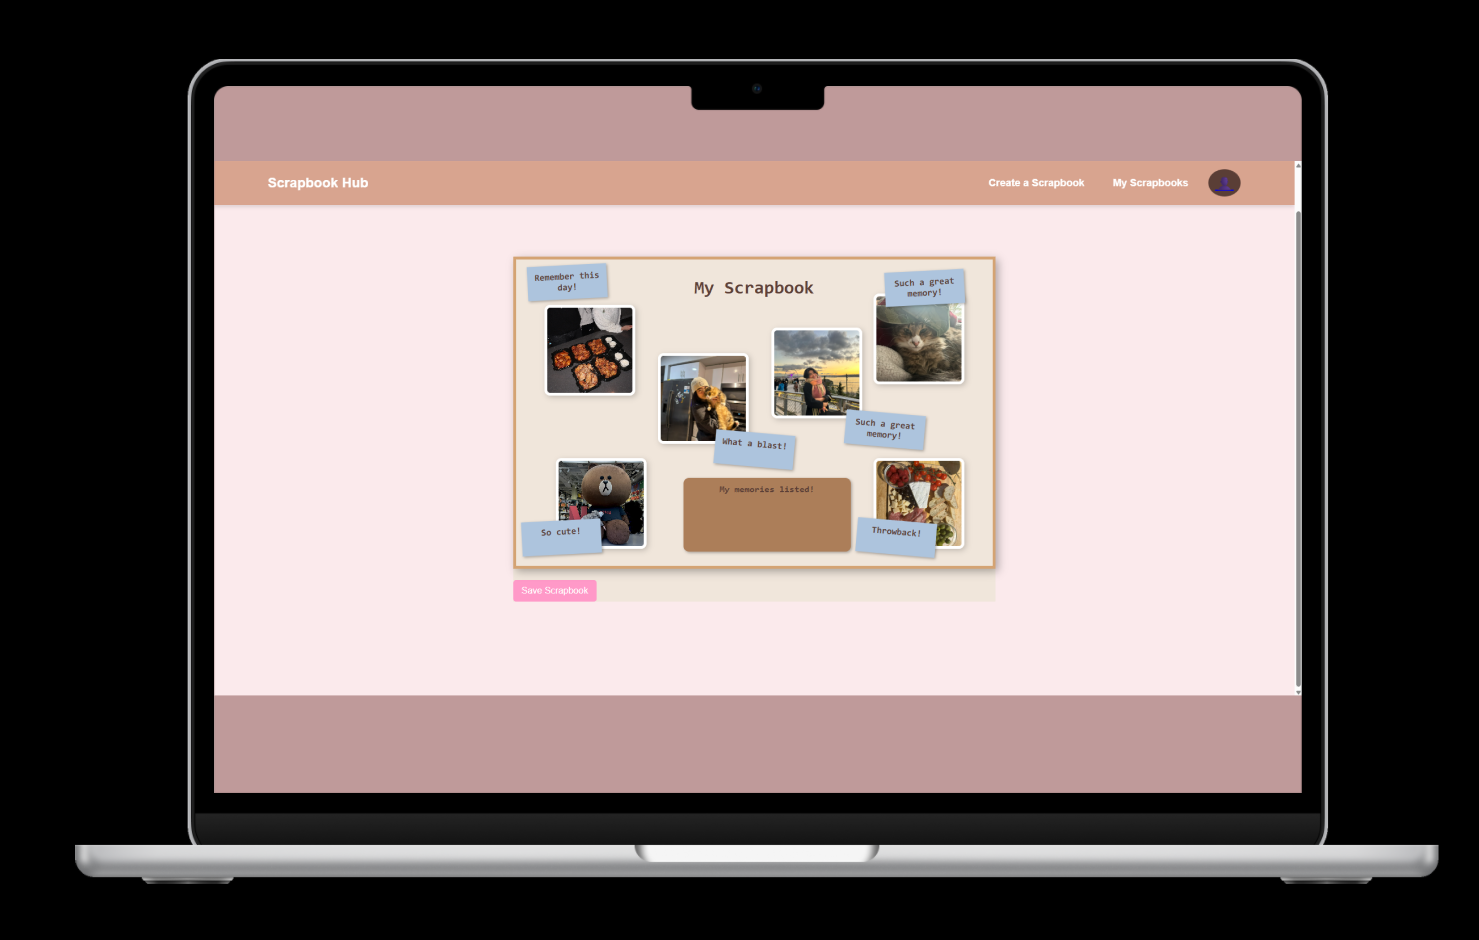 Scrapbook Hub
Create a Scrapbook
My Scrapbooks
Remember this
day!
My Scrapbook
Such a great
memory!
Such a great
memory!
What a blast!
My memories listed!
So cute!
Throwback!
Save Scrapbook